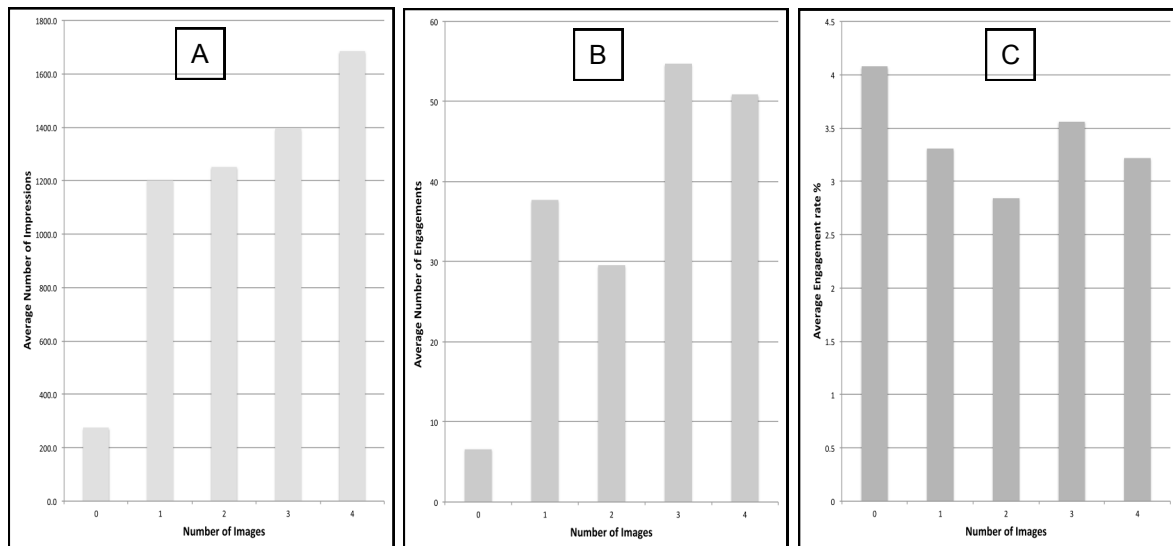 A
Average Number of Impressions
1800.0
1600.0
1400.0
1200.0
1000.0
800.0
600.0
400.0
200.0
0.0
0 1 2 3 4
Number of Images
B
Average Number of Engagements
60
50
40
30
20
10
0
0 1 2 3 4
Number of Images
C
Average Engagement rate %
4.5
4
3.5
3
2.5
2
1.5
1
0.5
0
0 1 2 3 4
Number of Images